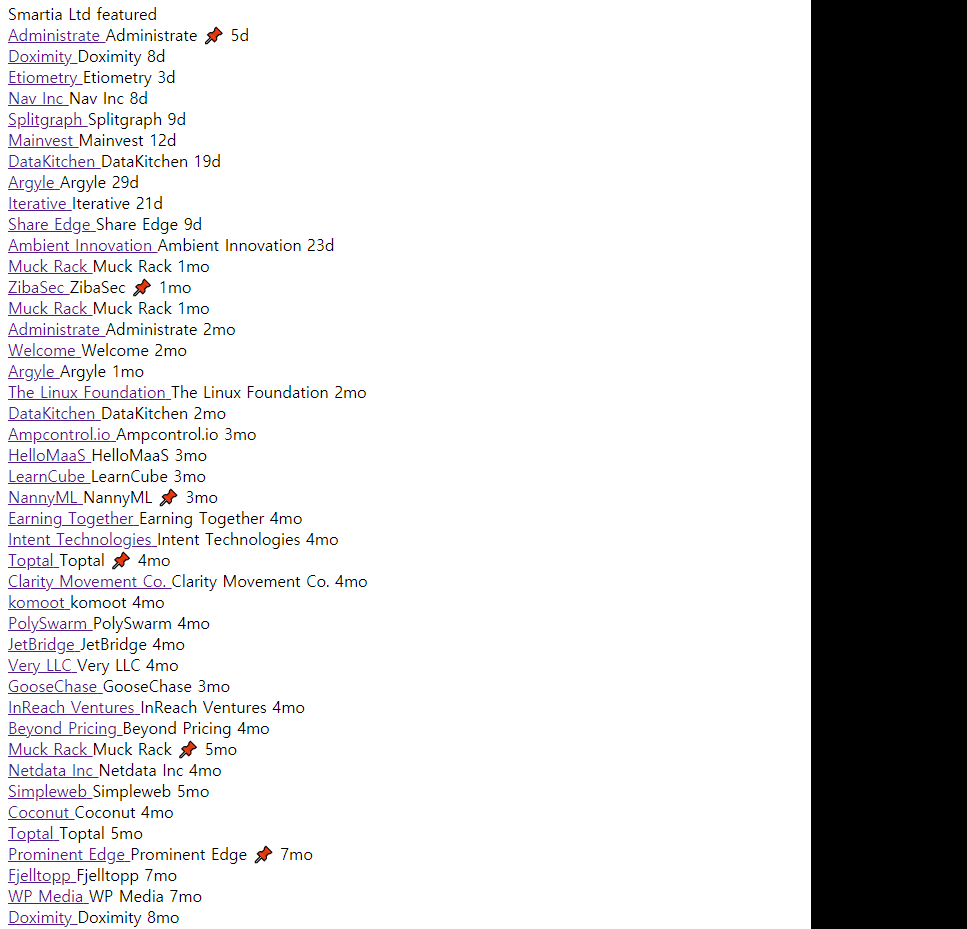 Smartia Ltd featured
Administrate Administrate 📌 5d
Doximity Doximity 8d
Etiometry Etiometry 3d
Nav Inc Nav Inc 8d
Splitgraph Splitgraph 9d
Mainvest Mainvest 12d
DataKitchen DataKitchen 19d
Argyle Argyle 29d
Iterative Iterative 21d
Share Edge Share Edge 9d
Ambient Innovation Ambient Innovation 23d
Muck Rack Muck Rack 1mo
ZibaSec ZibaSec 📌 1mo
Muck Rack Muck Rack 1mo
Administrate Administrate 2mo
Welcome Welcome 2mo
Argyle Argyle 1mo
The Linux Foundation The Linux Foundation 2mo
DataKitchen DataKitchen 2mo
Ampcontrol.io Ampcontrol.io 3mo
HelloMaaS HelloMaaS 3mo
LearnCube LearnCube 3mo
NannyML NannyML 📌 3mo
Earning Together Earning Together 4mo
Intent Technologies Intent Technologies 4mo
Toptal Toptal 📌 4mo
Clarity Movement Co. Clarity Movement Co. 4mo
komoot komoot 4mo
PolySwarm PolySwarm 4mo
JetBridge JetBridge 4mo
Very LLC Very LLC 4mo
GooseChase GooseChase 3mo
InReach Ventures InReach Ventures 4mo
Beyond Pricing Beyond Pricing 4mo
Muck Rack Muck Rack 📌 5mo
Netdata Inc Netdata Inc 4mo
Simpleweb Simpleweb 5mo
Coconut Coconut 4mo
Toptal Toptal 5mo
Prominent Edge Prominent Edge 📌 7mo
Fjelltopp Fjelltopp 7mo
WP Media WP Media 7mo
Doximity Doximity 8mo